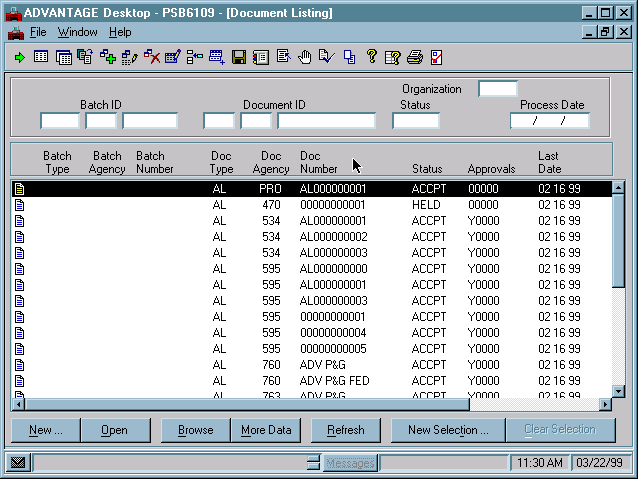 ADVANTAGE Desktop - PSB6109 - [Document Listing]
File Window Help
Organization
Batch ID Document ID Status Process Date
/ /
Batch Type Batch Agency Batch Number Doc Type Doc Agency Doc Number Status Approvals Last Date
AL PRO AL000000001 ACCPT 00000 02 16 99
AL 470 00000000001 HELD 00000 02 16 99
AL 534 AL000000001 ACCPT Y0000 02 16 99
AL 534 AL000000002 ACCPT Y0000 02 16 99
AL 534 AL000000003 ACCPT Y0000 02 16 99
AL 595 AL000000000 ACCPT Y0000 02 16 99
AL 595 AL000000001 ACCPT Y0000 02 16 99
AL 595 AL000000003 ACCPT Y0000 02 16 99
AL 595 00000000001 ACCPT Y0000 02 16 99
AL 595 00000000004 ACCPT Y0000 02 16 99
AL 595 00000000005 ACCPT Y0000 02 16 99
AL 760 ADV P&G ACCPT Y0000 02 16 99
AL 760 ADV P&G FED ACCPT Y0000 02 16 99
AL 763 ADV P&G ACCPT Y0000 02 16 99
New ... Open Browse More Data Refresh New Selection ... Clear Selection
Messages 11:30 AM 03/22/99